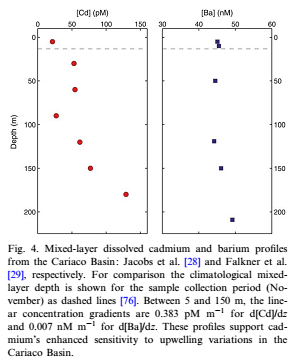 [Cd] (pM)
[Ba] (nM)
0 50 100 150
30 40 50 60
0
50
100
150
200
Depth (m)
Fig. 4. Mixed-layer dissolved cadmium and barium profiles
from the Cariaco Basin: Jacobs et al. [28] and Falkner et al.
[29], respectively. For comparison the climatological mixed-
layer depth is shown for the sample collection period (No-
vember) as dashed lines [76]. Between 5 and 150 m, the line-
ar concentration gradients are 0.383 pM m⁻¹ for d[Cd]/dz
and 0.007 nM m⁻¹ for d[Ba]/dz. These profiles support cad-
mium's enhanced sensitivity to upwelling variations in the
Cariaco Basin.